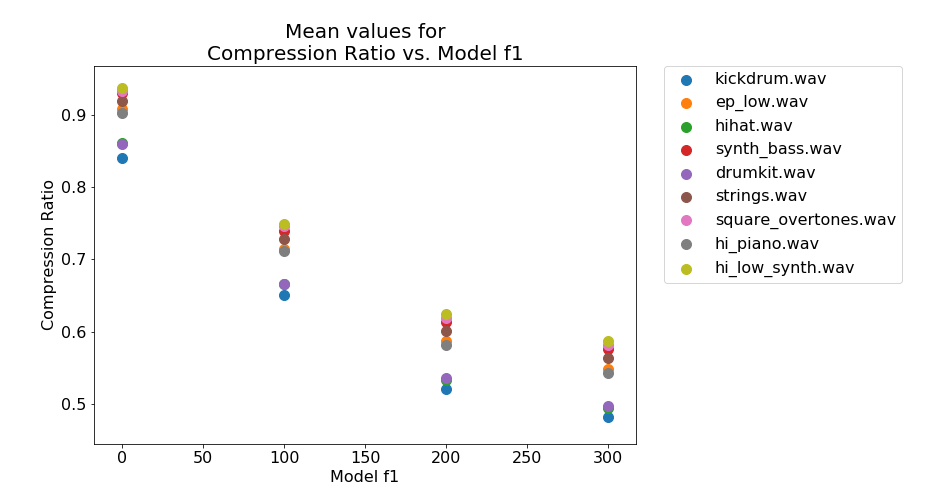 Mean values for
Compression Ratio vs. Model f1
Compression Ratio
0.9
0.8
0.7
0.6
0.5
0
50
100
150
200
250
300
Model f1
kickdrum.wav
ep_low.wav
hihat.wav
synth_bass.wav
drumkit.wav
strings.wav
square_overtones.wav
hi_piano.wav
hi_low_synth.wav